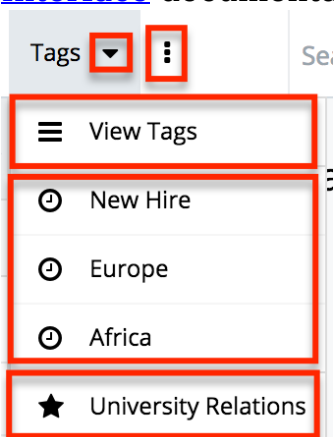 Tags
Sea
View Tags
New Hire
Europe
Africa
University Relations